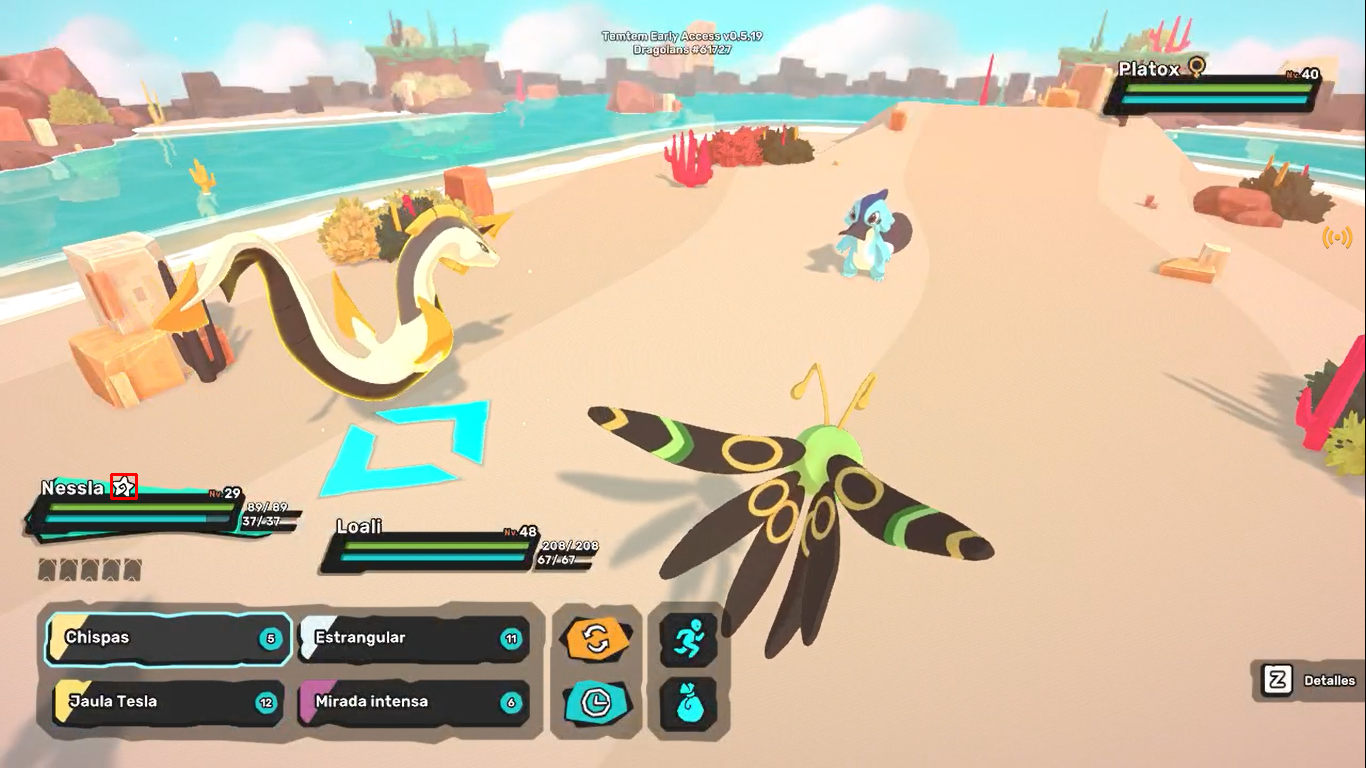 Temtem Early Access v0.5.19
Dragolans #61727
Platox
Nv.40
Nessla
Nv.29
89/89
37/37
Loali
Nv.48
208/208
67/67
Chispas 5
Estrangular 11
Jaula Tesla 12
Mirada intensa 6
Z Detalles